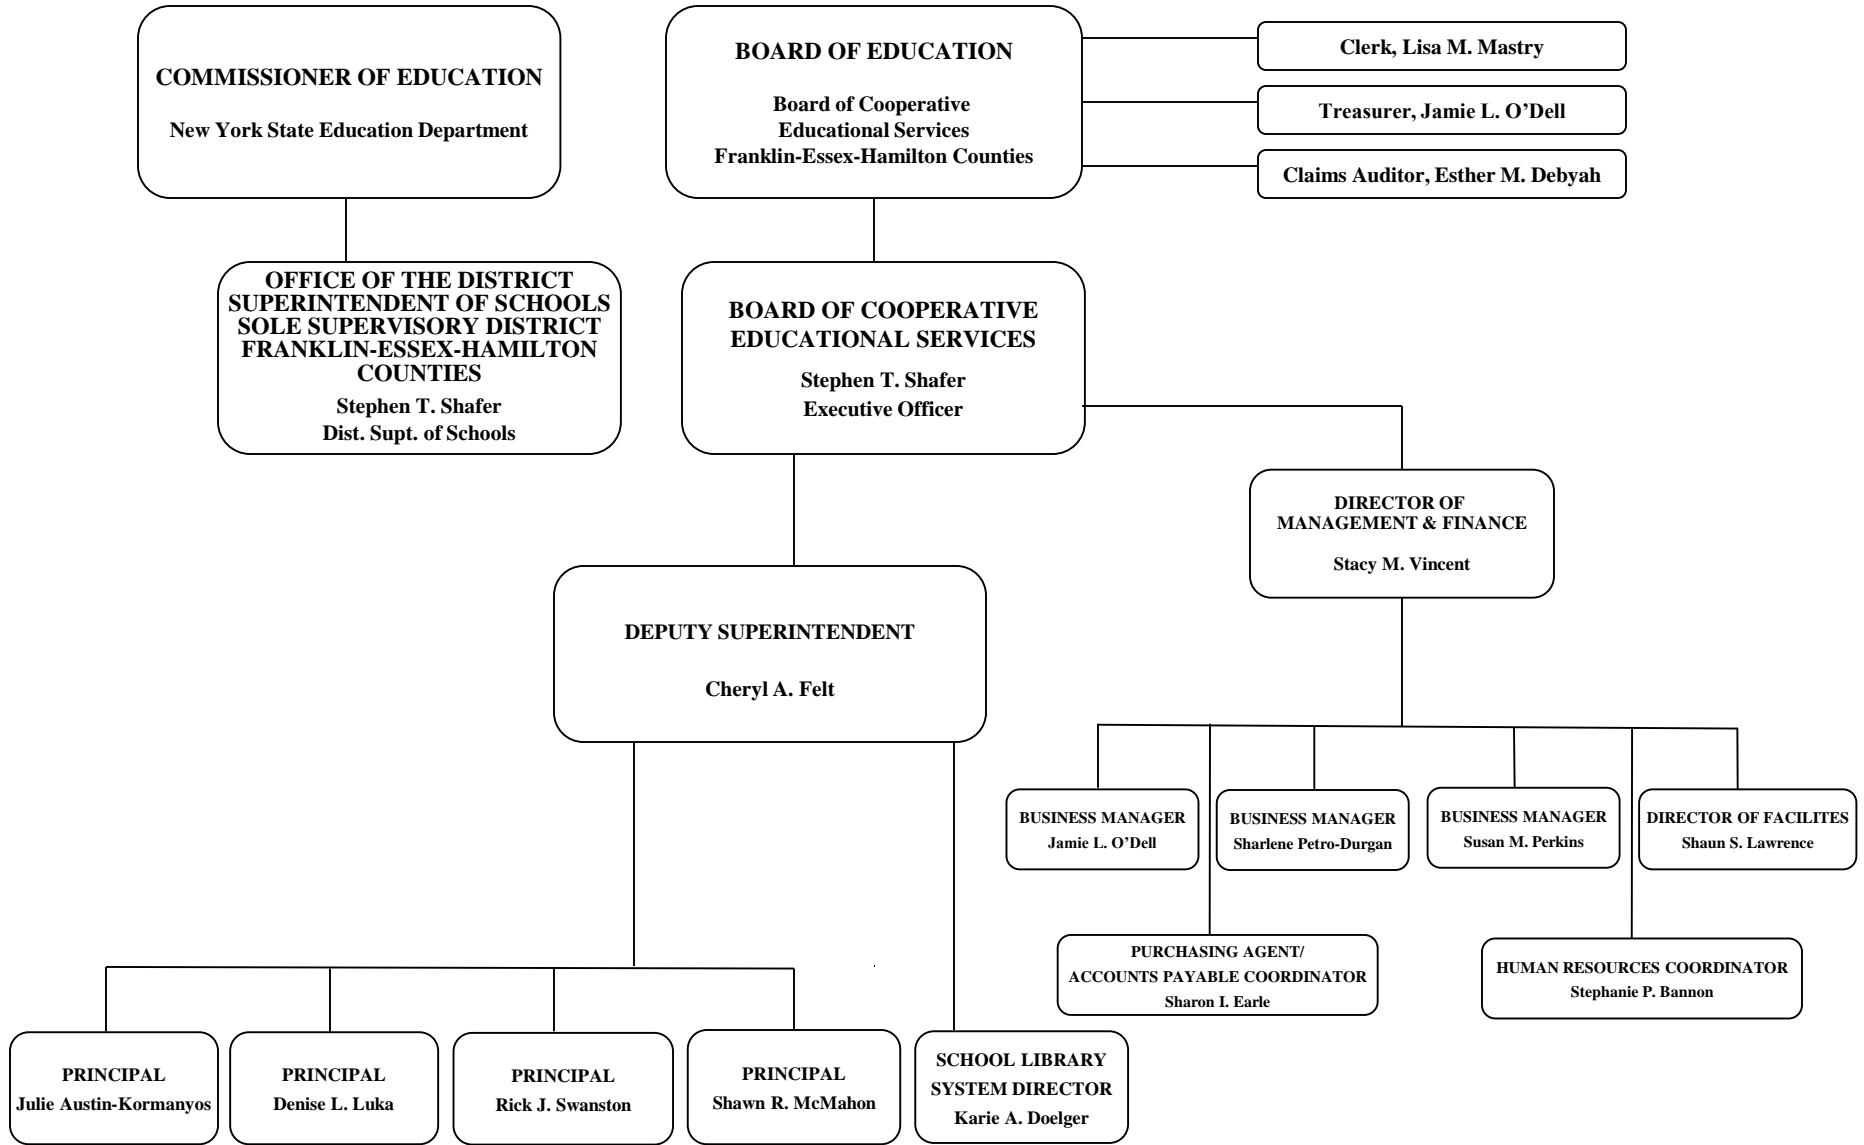 COMMISSIONER OF EDUCATION
New York State Education Department
BOARD OF EDUCATION
Board of Cooperative
Educational Services
Franklin-Essex-Hamilton Counties
Clerk, Lisa M. Mastry
Treasurer, Jamie L. O’Dell
Claims Auditor, Esther M. Debyah
OFFICE OF THE DISTRICT
SUPERINTENDENT OF SCHOOLS
SOLE SUPERVISORY DISTRICT
FRANKLIN-ESSEX-HAMILTON
COUNTIES
Stephen T. Shafer
Dist. Supt. of Schools
BOARD OF COOPERATIVE
EDUCATIONAL SERVICES
Stephen T. Shafer
Executive Officer
DIRECTOR OF
MANAGEMENT & FINANCE
Stacy M. Vincent
DEPUTY SUPERINTENDENT
Cheryl A. Felt
BUSINESS MANAGER
Jamie L. O’Dell
BUSINESS MANAGER
Sharlene Petro-Durgan
BUSINESS MANAGER
Susan M. Perkins
DIRECTOR OF FACILITES
Shaun S. Lawrence
PURCHASING AGENT/
ACCOUNTS PAYABLE COORDINATOR
Sharon I. Earle
HUMAN RESOURCES COORDINATOR
Stephanie P. Bannon
PRINCIPAL
Julie Austin-Kormanyos
PRINCIPAL
Denise L. Luka
PRINCIPAL
Rick J. Swanston
PRINCIPAL
Shawn R. McMahon
SCHOOL LIBRARY
SYSTEM DIRECTOR
Karie A. Doelger